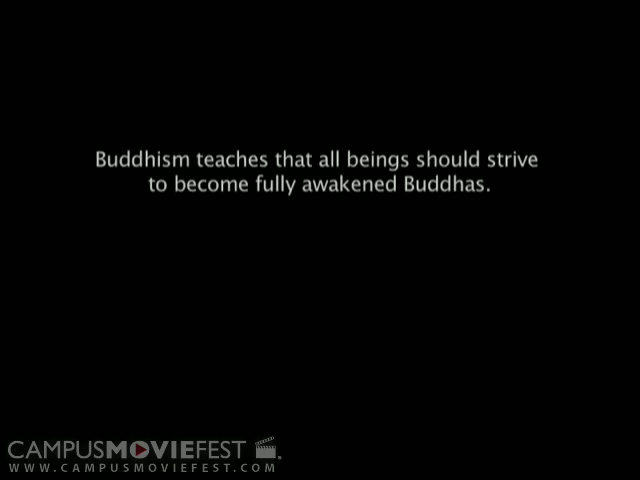 Buddhism teaches that all beings should strive
to become fully awakened Buddhas.
CAMPUSMOVIEFEST
WWW.CAMPUSMOVIEFEST.COM